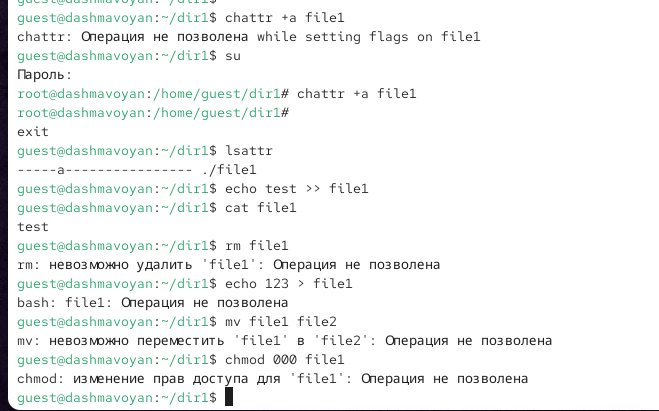 guest@dashmavoyan:~/dir1$ chattr +a file1
chattr: Операция не позволена while setting flags on file1
guest@dashmavoyan:~/dir1$ su
Пароль:
root@dashmavoyan:/home/guest/dir1# chattr +a file1
root@dashmavoyan:/home/guest/dir1#
exit
guest@dashmavoyan:~/dir1$ lsattr
-----a---------------- ./file1
guest@dashmavoyan:~/dir1$ echo test >> file1
guest@dashmavoyan:~/dir1$ cat file1
test
guest@dashmavoyan:~/dir1$ rm file1
rm: невозможно удалить 'file1': Операция не позволена
guest@dashmavoyan:~/dir1$ echo 123 > file1
bash: file1: Операция не позволена
guest@dashmavoyan:~/dir1$ mv file1 file2
mv: невозможно переместить 'file1' в 'file2': Операция не позволена
guest@dashmavoyan:~/dir1$ chmod 000 file1
chmod: изменение прав доступа для 'file1': Операция не позволена
guest@dashmavoyan:~/dir1$